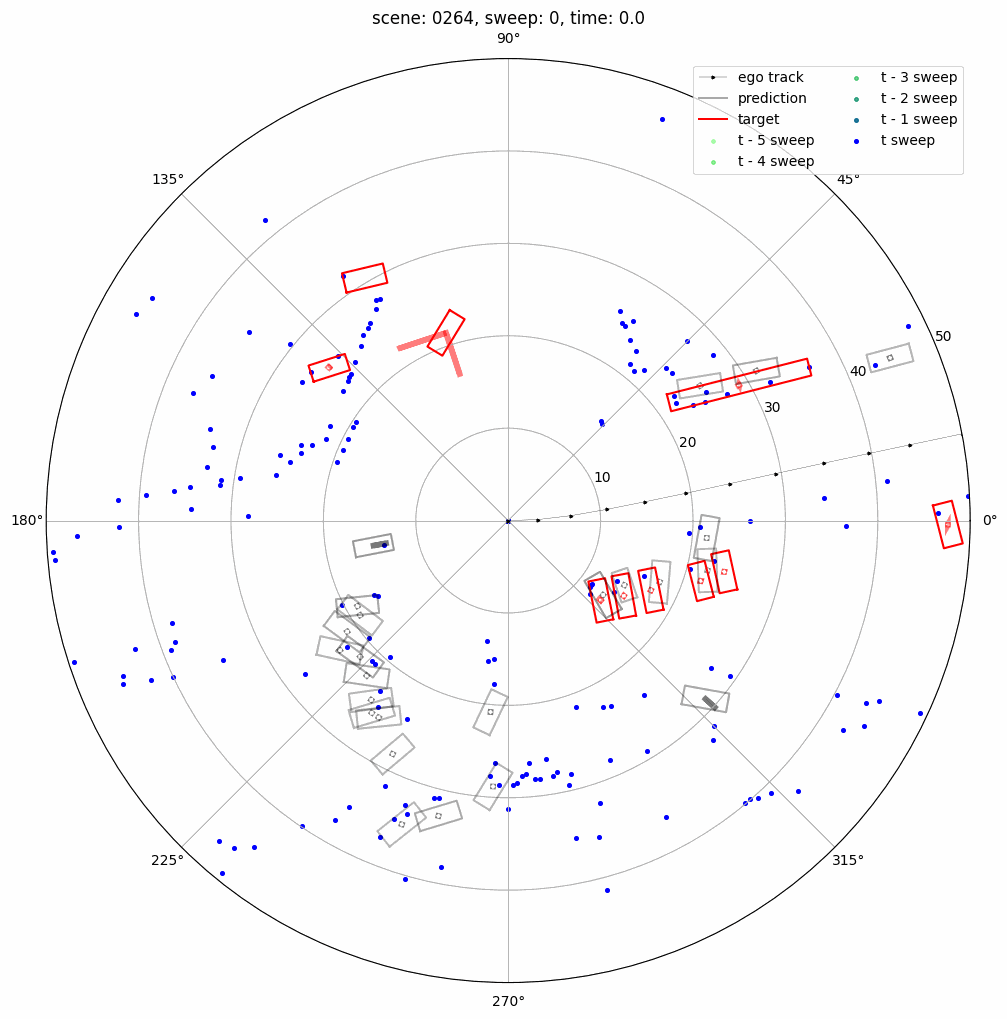 scene: 0264, sweep: 0, time: 0.0
90°
ego track
prediction
target
t - 5 sweep
t - 4 sweep
t - 3 sweep
t - 2 sweep
t - 1 sweep
t sweep
135°
45°
50
40
30
20
10
180°
0°
225°
315°
270°